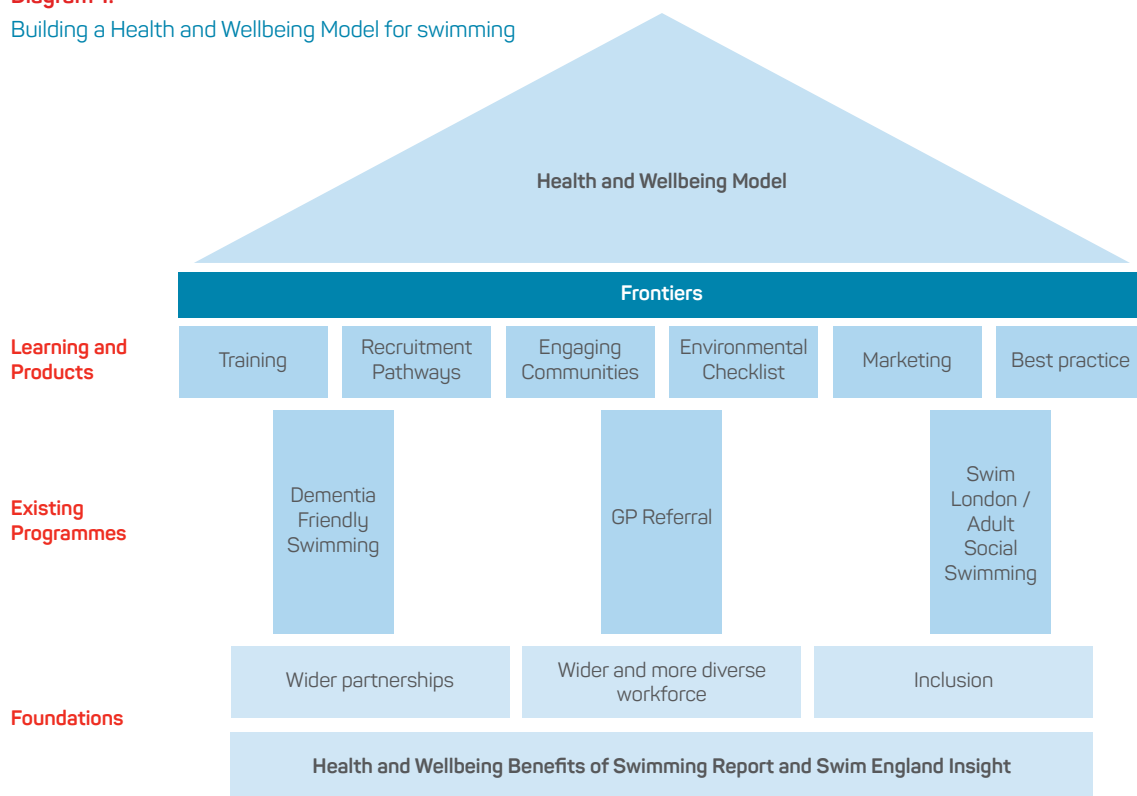 Building a Health and Wellbeing Model for swimming
Health and Wellbeing Model
Frontiers
Learning and
Products
Training
Recruitment
Pathways
Engaging
Communities
Environmental
Checklist
Marketing
Best practice
Existing
Programmes
Dementia
Friendly
Swimming
GP Referral
Swim
London /
Adult
Social
Swimming
Foundations
Wider partnerships
Wider and more diverse
workforce
Inclusion
Health and Wellbeing Benefits of Swimming Report and Swim England Insight